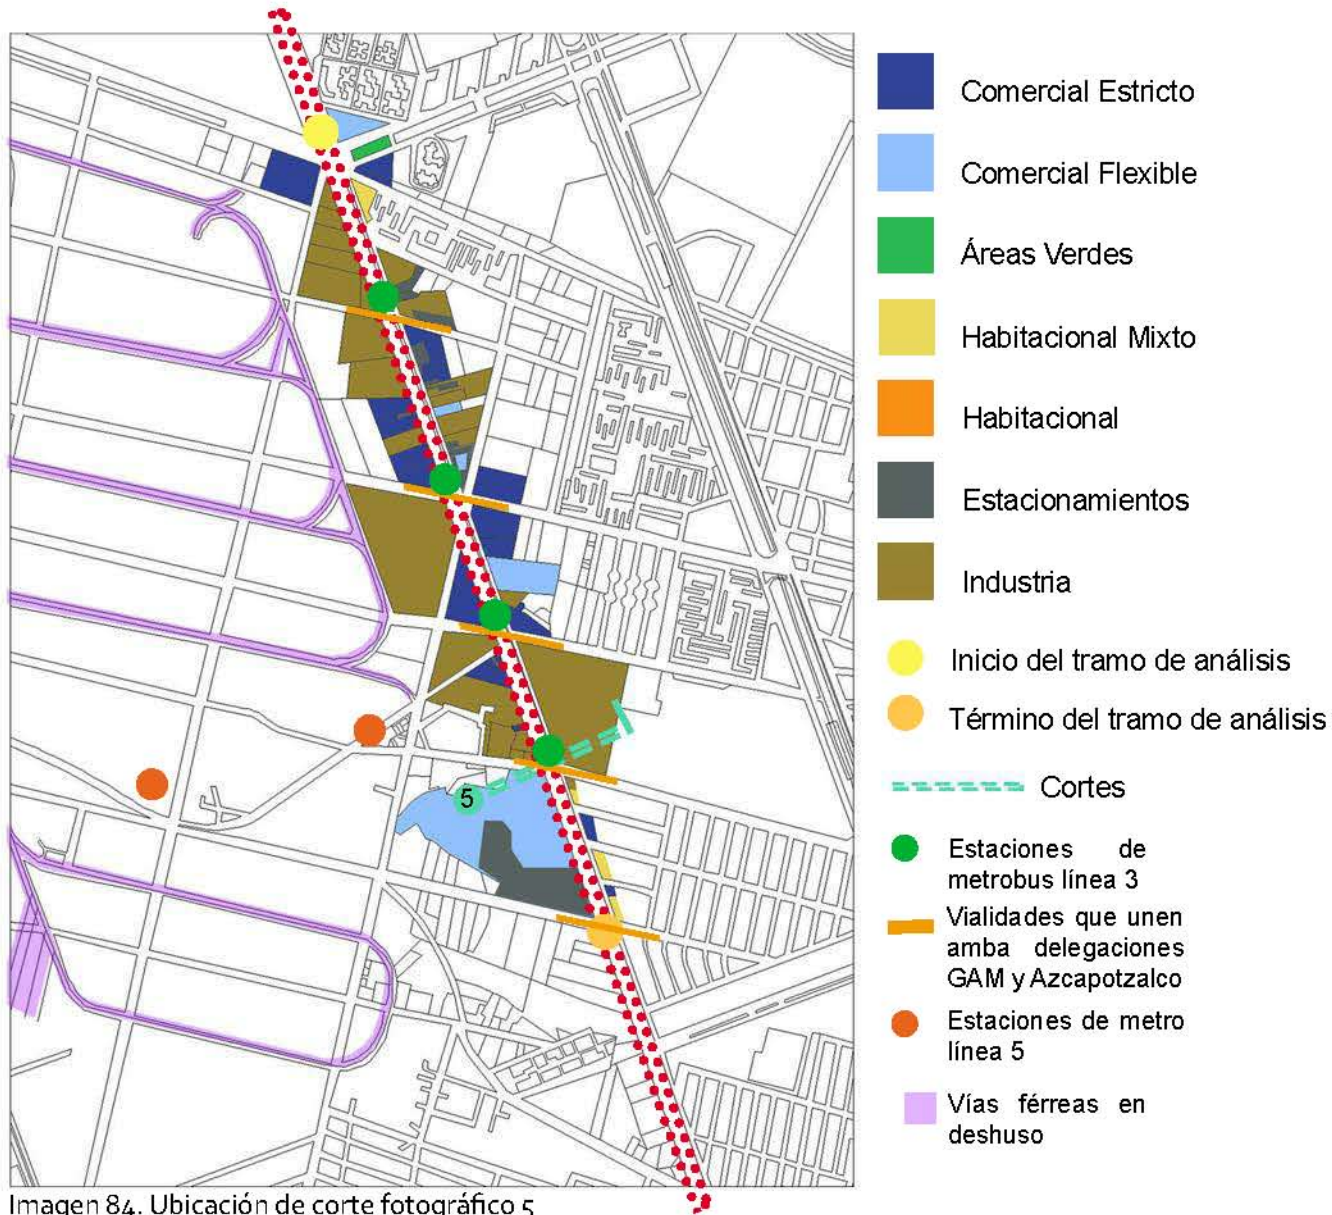 Comercial Estricto
Comercial Flexible
Áreas Verdes
Habitacional Mixto
Habitacional
Estacionamientos
Industria
Inicio del tramo de análisis
Término del tramo de análisis
Cortes
Estaciones de
metrobus línea 3
Vialidades que unen
amba delegaciones
GAM y Azcapotzalco
Estaciones de metro
línea 5
Vías férreas en
deshuso
5
Imagen 84. Ubicación de corte fotográfico 5